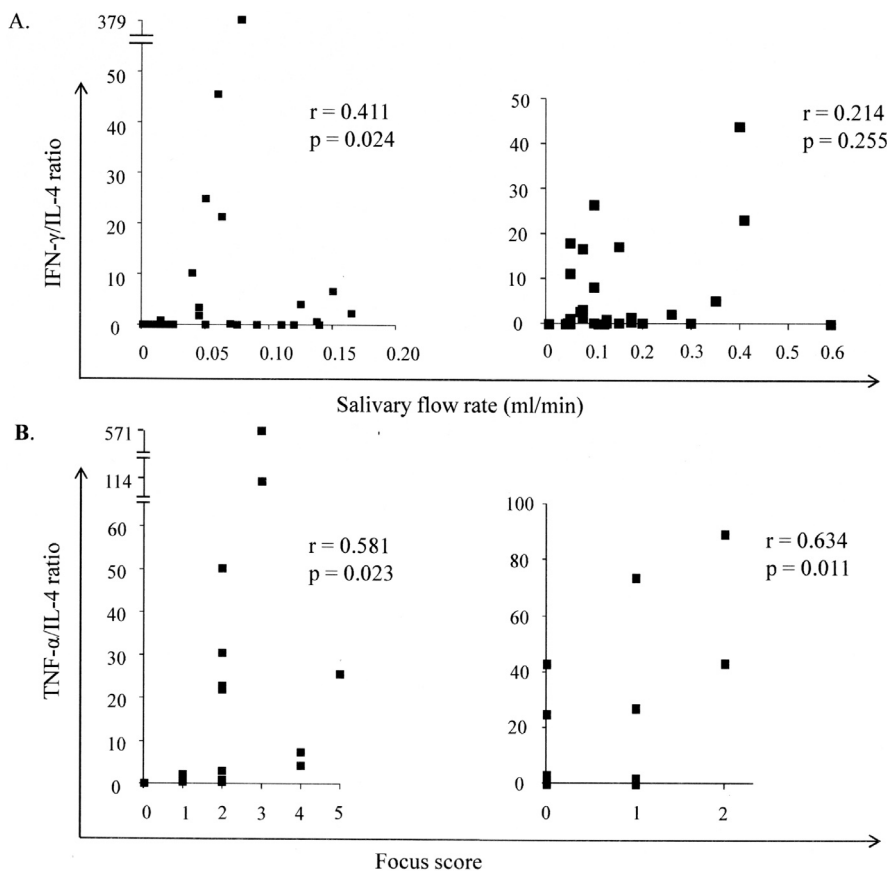 A.
379
50
40
30
20
10
0
0 0.05 0.10 0.15 0.20
r = 0.411
p = 0.024
50
40
30
20
10
0
0 0.1 0.2 0.3 0.4 0.5 0.6
r = 0.214
p = 0.255
IFN-γ/IL-4 ratio
Salivary flow rate (ml/min)
B.
571
114
60
50
40
30
20
10
0
0 1 2 3 4 5
r = 0.581
p = 0.023
100
80
60
40
20
0
0 1 2
r = 0.634
p = 0.011
TNF-α/IL-4 ratio
Focus score